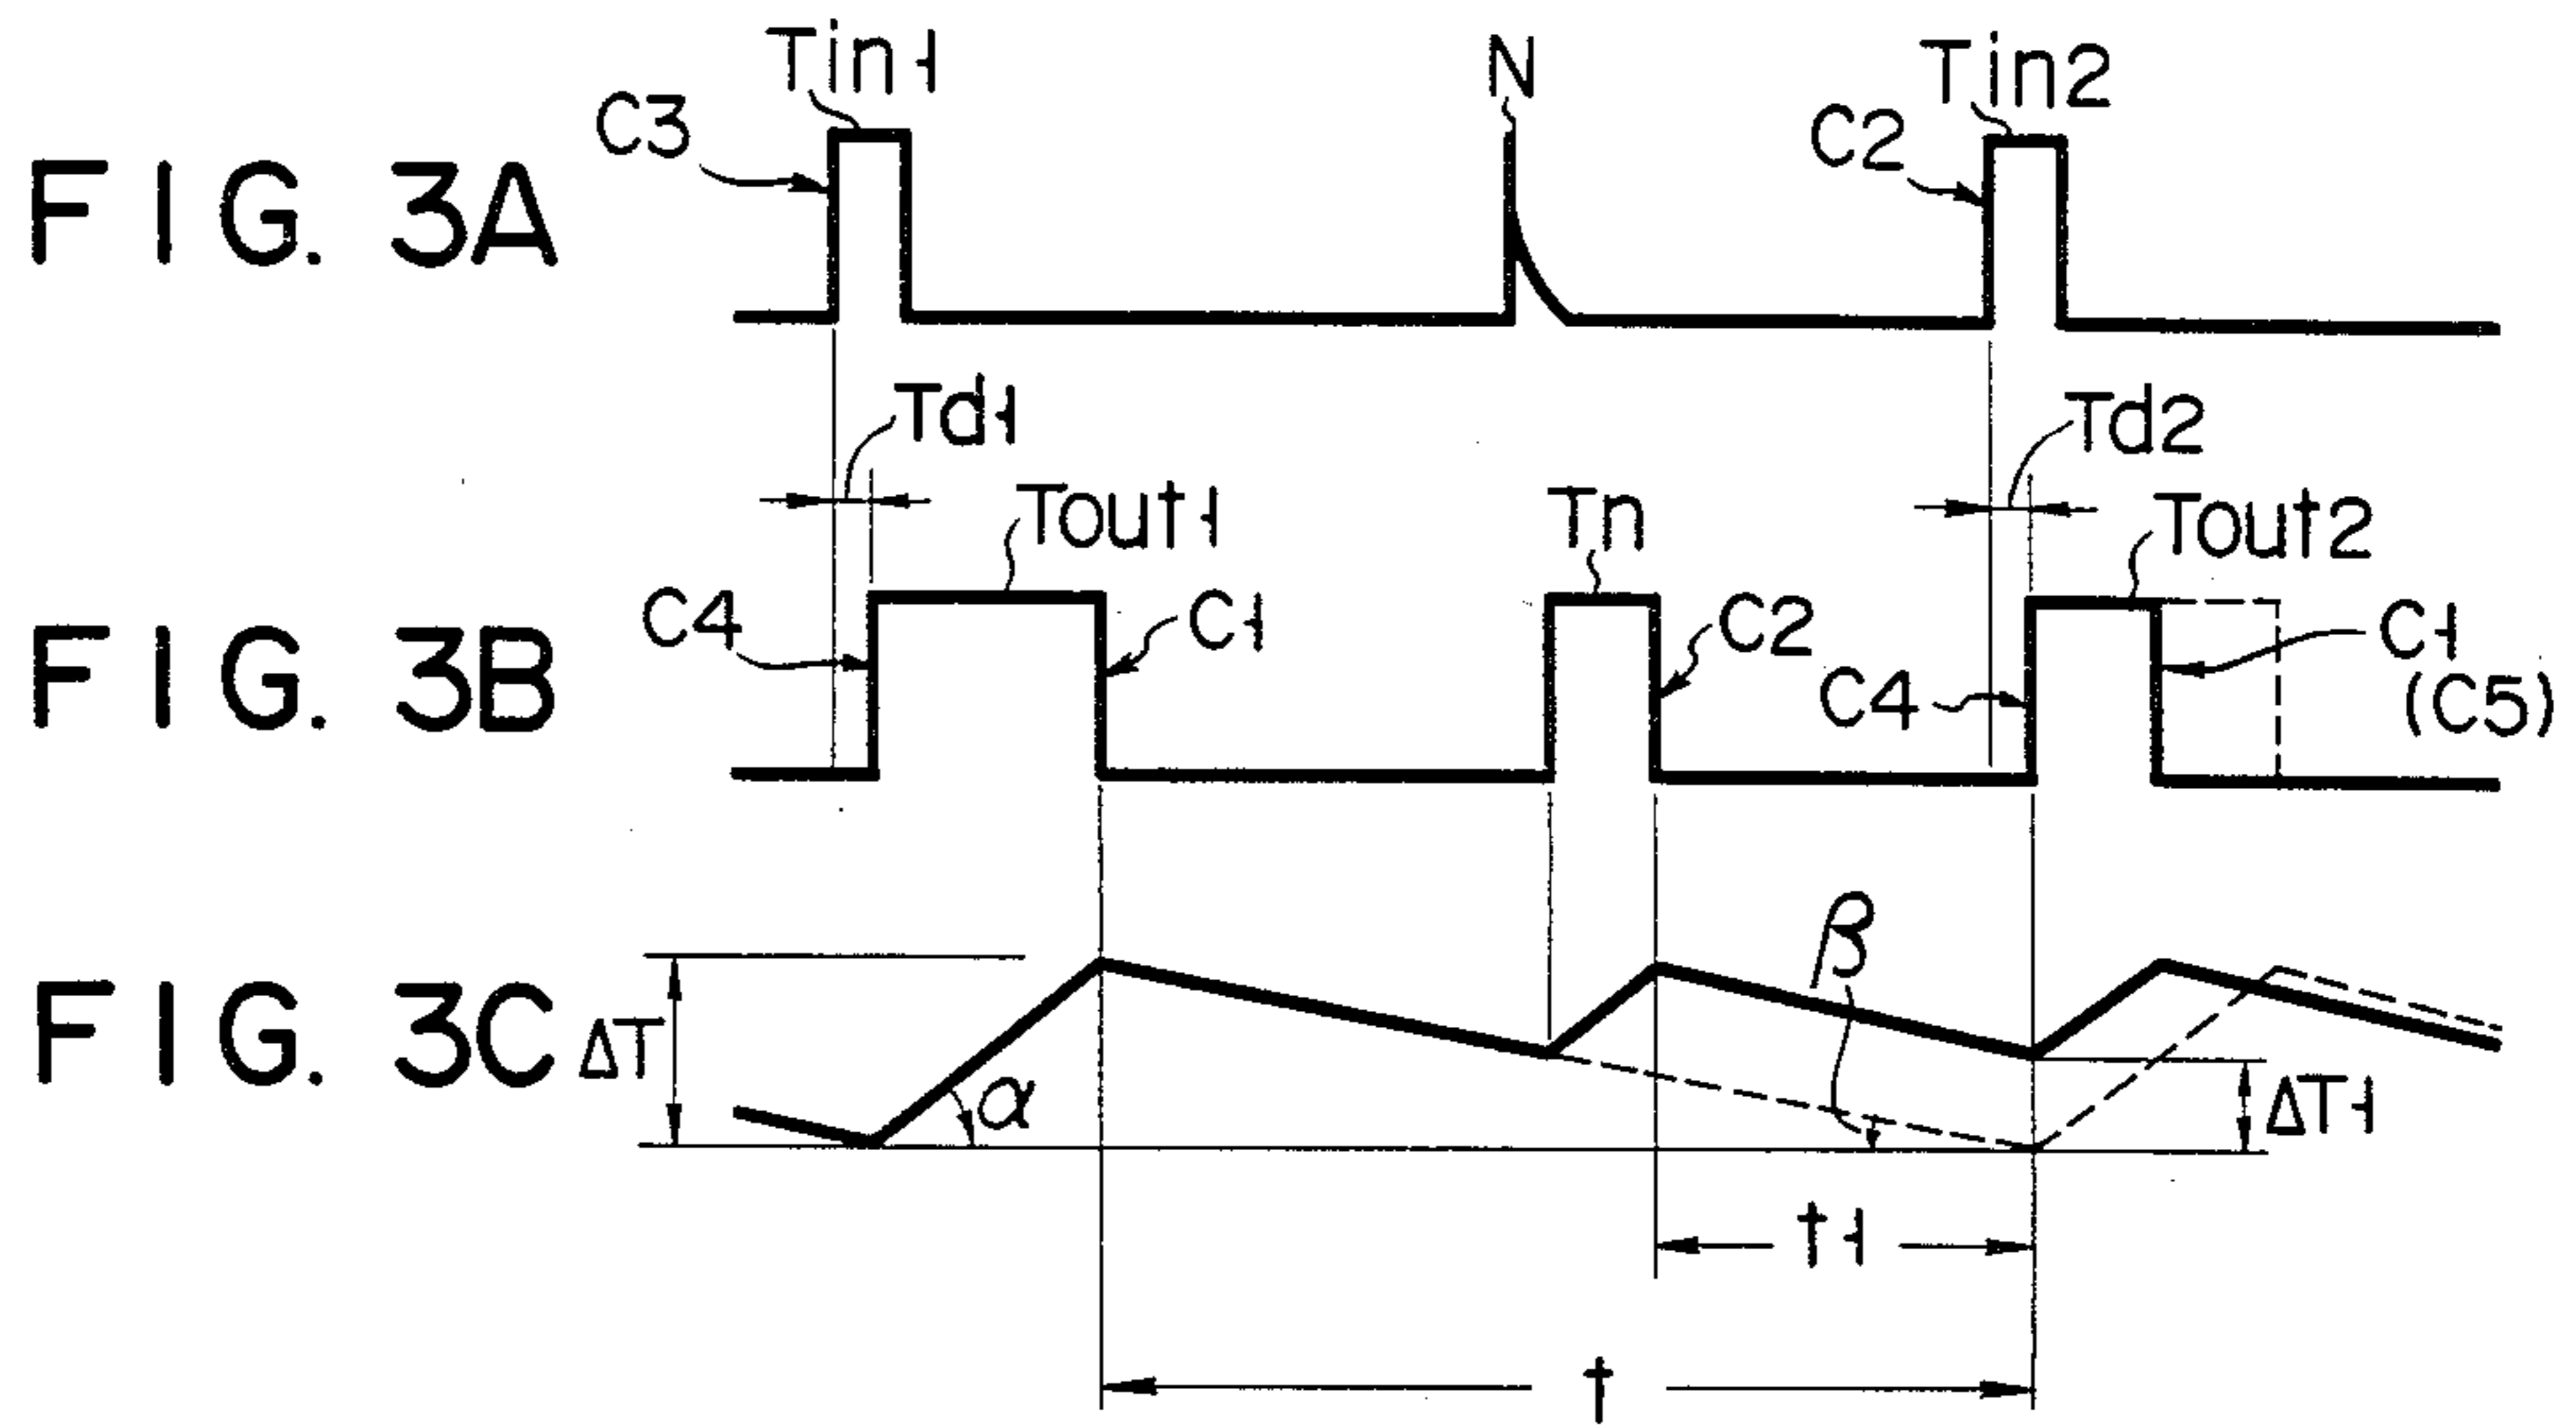 FIG. 3A
C3
Tin1
N
C2
Tin2
FIG. 3B
C4
Td1
Tout1
C1
Tn
C2
C4
Td2
Tout2
C1
(C5)
FIG. 3C
ΔT
α
β
ΔT1
t1
t